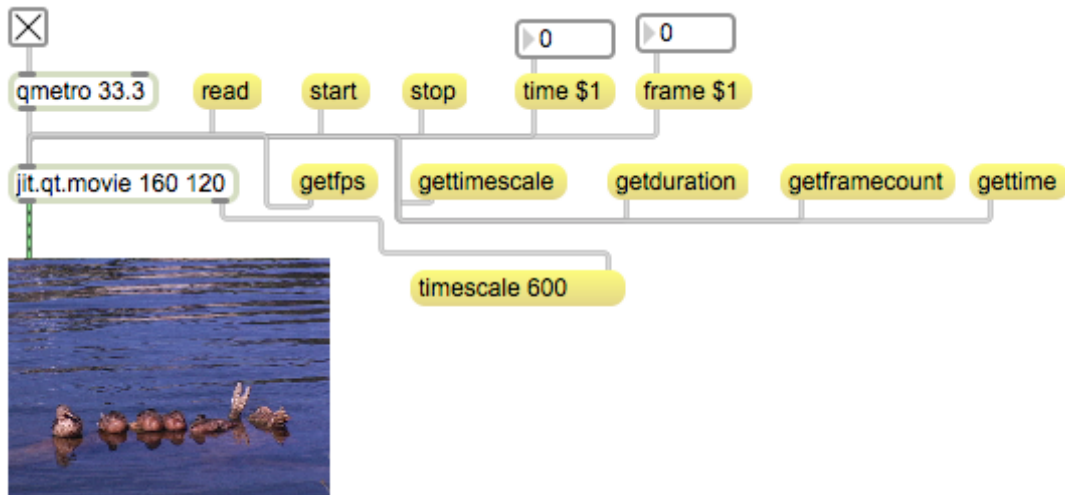 0
0
qmetro 33.3
read
start
stop
time $1
frame $1
jit.qt.movie 160 120
getfps
gettimescale
getduration
getframecount
gettime
timescale 600